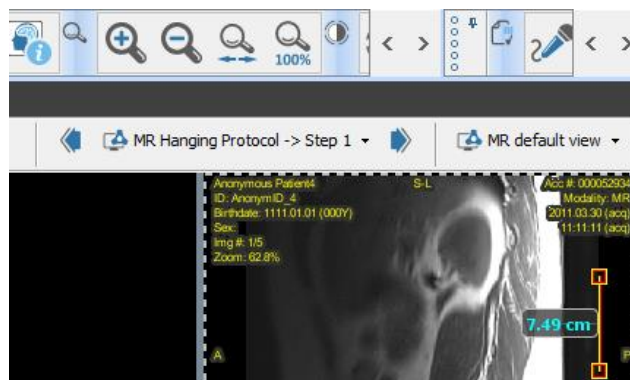 100%
MR Hanging Protocol -> Step 1
MR default view
Anonymous Patient4
S-L
Acc #: 000052934
ID: AnonymID_4
Modality: MR
Birthdate: 1111.01.01 (000Y)
2011.03.30 (acq)
Sex:
11:11:11 (acq)
Img #: 1/5
Zoom: 62.8%
7.49 cm
A
P